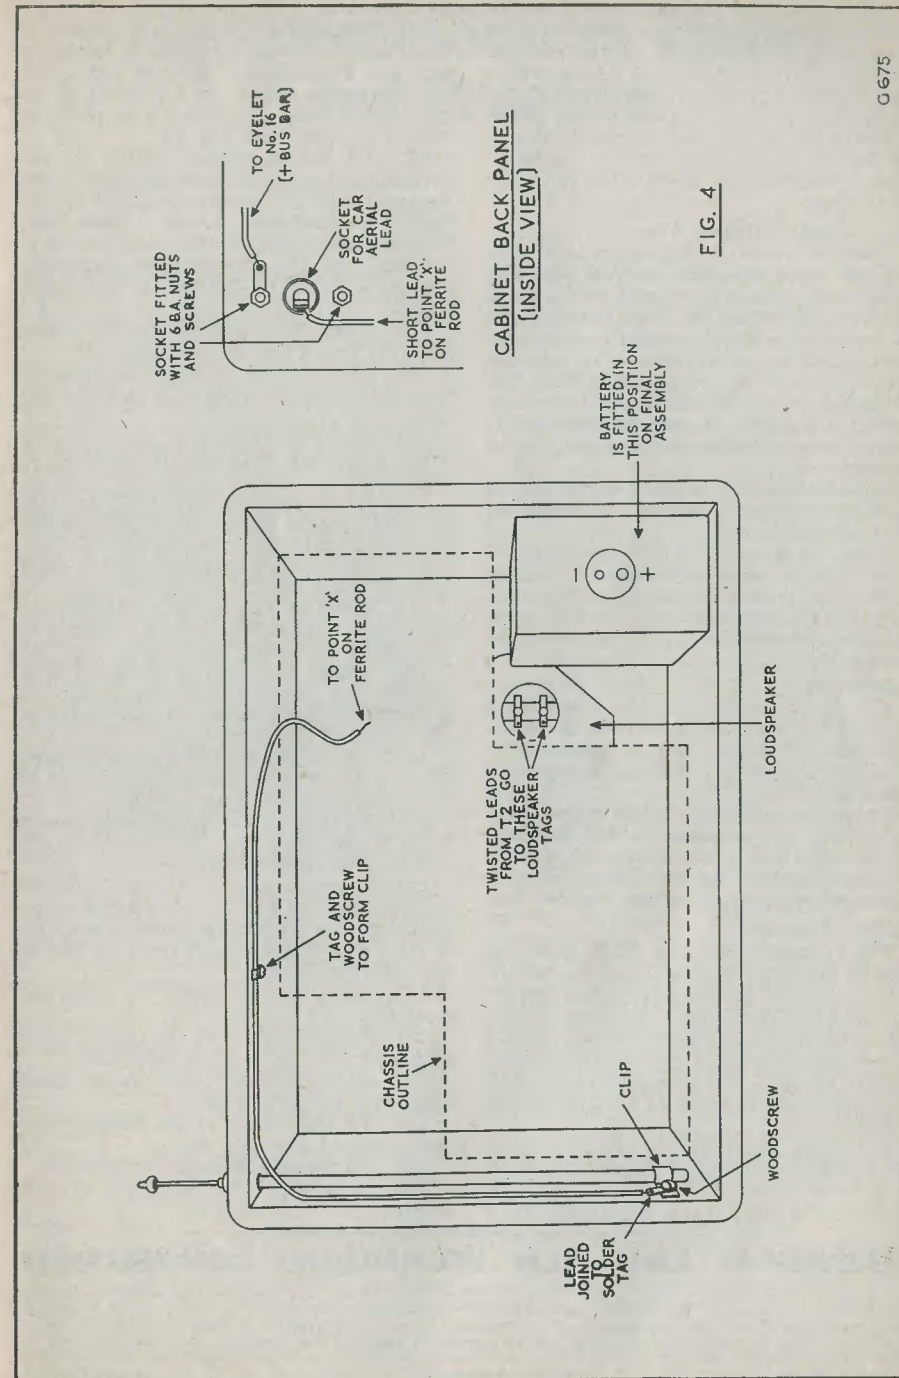 SOCKET FITTED
WITH 6 B.A. NUTS
AND SCREWS
TO EYELET
No. 16
(+ BUS BAR)
SOCKET
FOR CAR
AERIAL
LEAD
SHORT LEAD
TO POINT 'X'
ON
FERRITE
ROD
CABINET BACK PANEL
(INSIDE VIEW)
FIG. 4
G675
LEAD
JOINED
TO
SOLDER
TAG
WOODSCREW
CLIP
CHASSIS
OUTLINE
TAG AND
WOODSCREW
TO FORM CLIP
TO POINT 'X'
ON
FERRITE ROD
TWISTED LEADS
FROM T2 GO
TO THESE
LOUDSPEAKER
TAGS
LOUDSPEAKER
BATTERY
IS FITTED IN
THIS POSITION
ON FINAL
ASSEMBLY
−
+